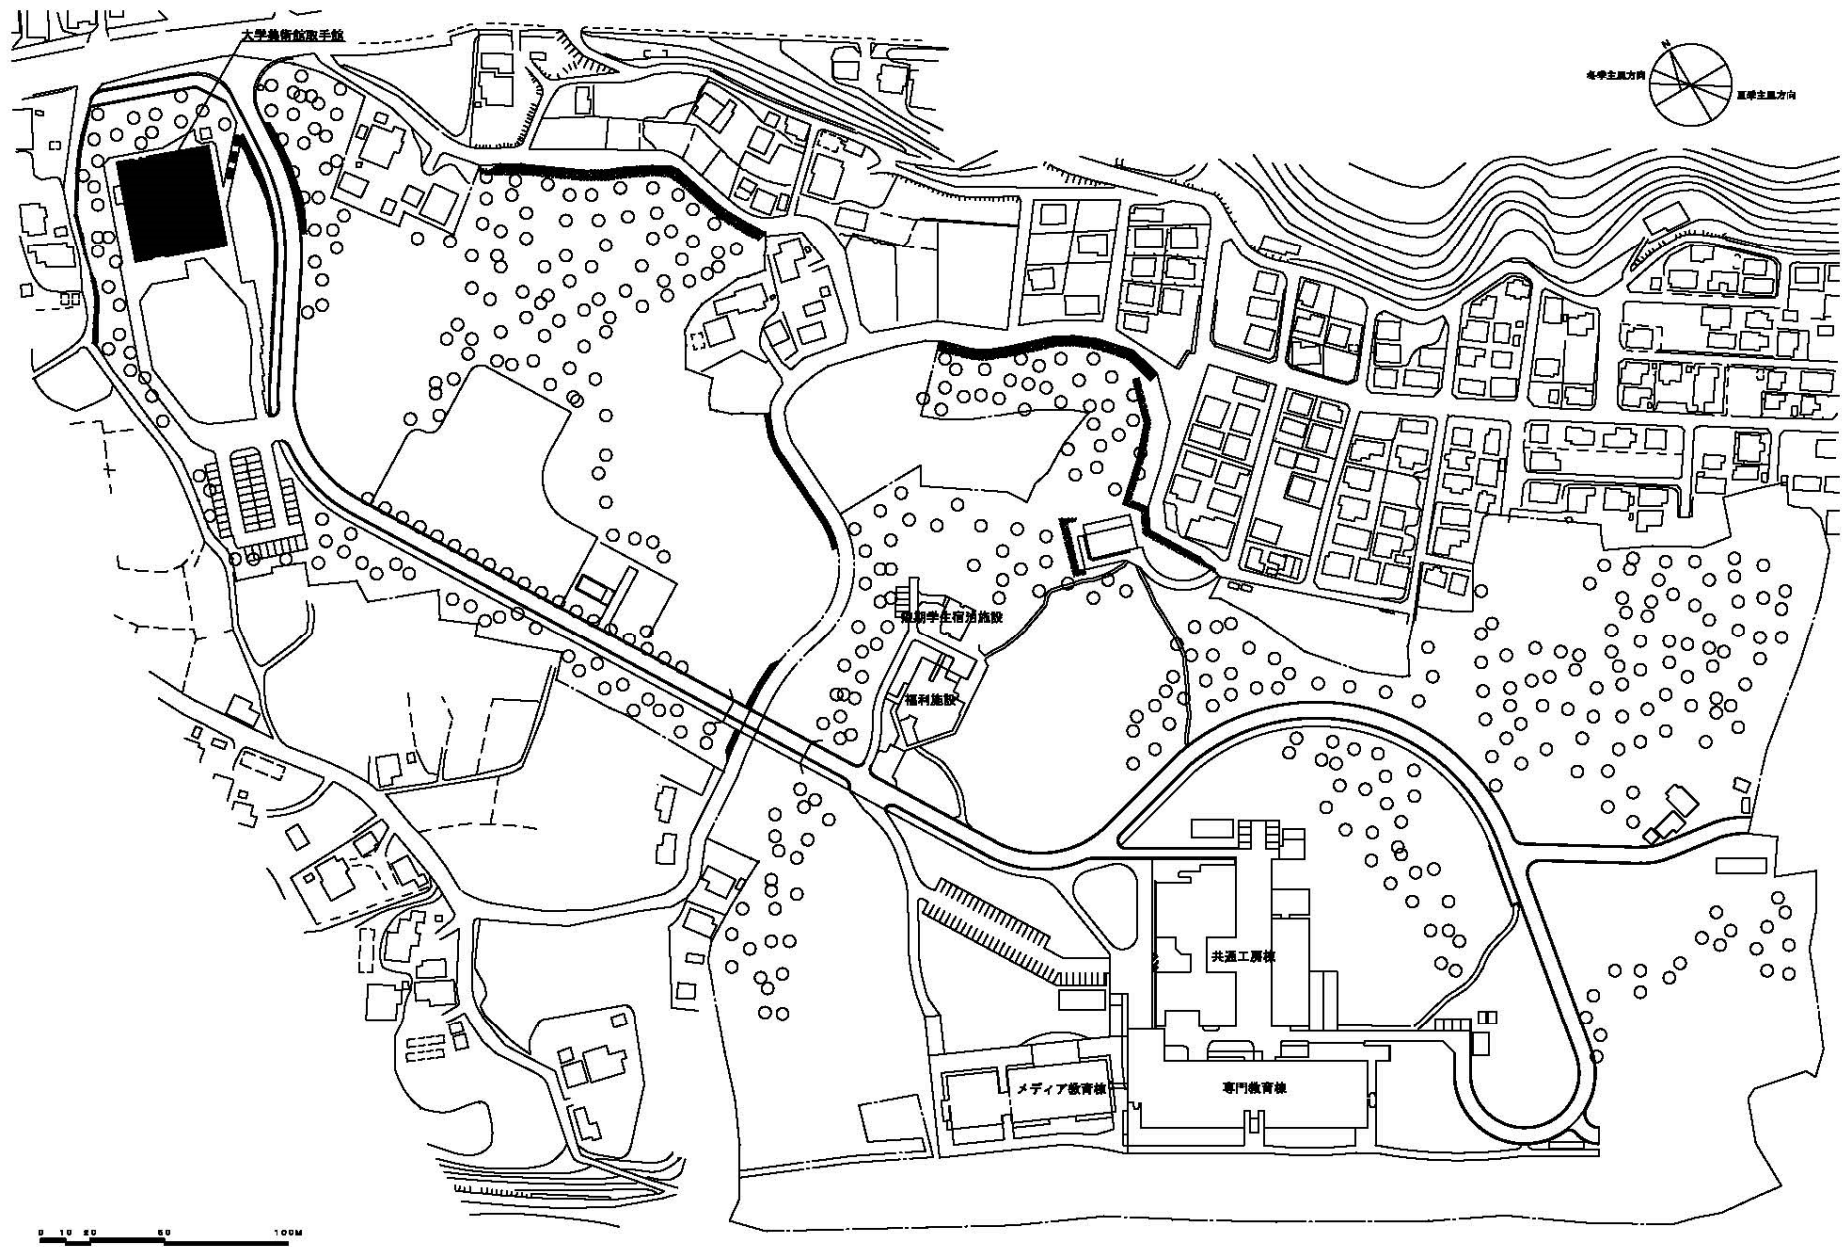 大学美術館取手館
N
冬季主風方向
夏季主風方向
短期学生宿泊施設
福利施設
共通工房棟
メディア教育棟
専門教育棟
0 10 20 50 100M